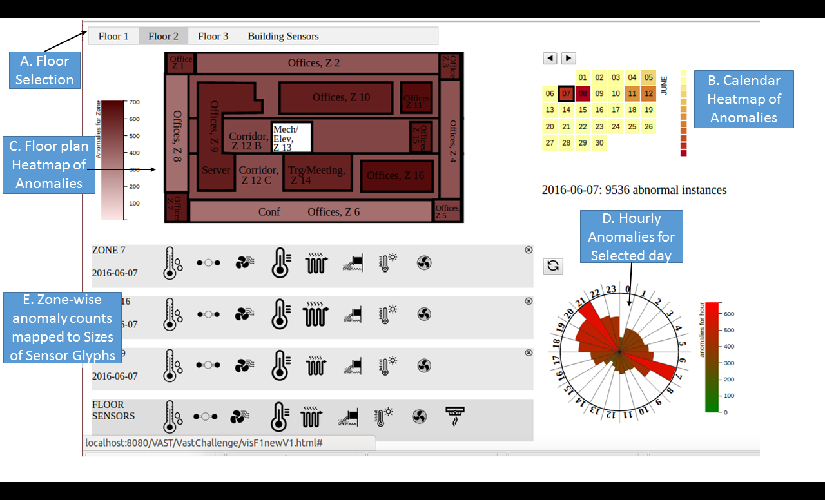 Floor 1 Floor 2 Floor 3 Building Sensors
A. Floor
Selection
Office
Z 1
Offices, Z 2
Offices, Z 10
Offices
Offices, Z 8
Z 9
Corridor,
Z 12 B
Mech/
Elev,
Z 13
Offices, Z 4
Server
Corridor,
Z 12 C
Trg/Meeting,
Z 14
Offices, Z 16
Conf Offices, Z 6
Offices,
Z 5
C. Floor plan
Heatmap of
Anomalies
Anomalies for Zone
700
600
500
400
300
200
100
01 02 03 04 05
06 07 08 09 10 11 12
13 14 15 16 17 18 19
20 21 22 23 24 25 26
27 28 29 30
JUNE
B. Calendar
Heatmap of
Anomalies
2016-06-07: 9536 abnormal instances
D. Hourly
Anomalies for
Selected day
ZONE 7
2016-06-07
16
-07
9
2016-06-07
E. Zone-wise
anomaly counts
mapped to Sizes
of Sensor Glyphs
FLOOR
SENSORS
0 1 2 3 4 5 6 7 8 9 10 11 12 13 14 15 16 17 18 19 20 21 22 23
anomalies for hour
600
500
400
300
200
100
0
localhost:8080/VAST/VastChallenge/visF1newV1.html#